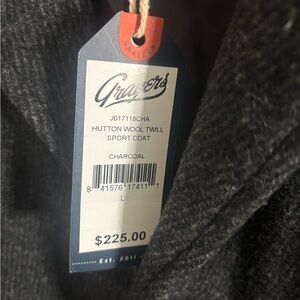 Grayers
J017118CHA
HUTTON WOOL TWILL
SPORT COAT
CHARCOAL
8 41576 17411 1
L
$225.00
Est. 2011